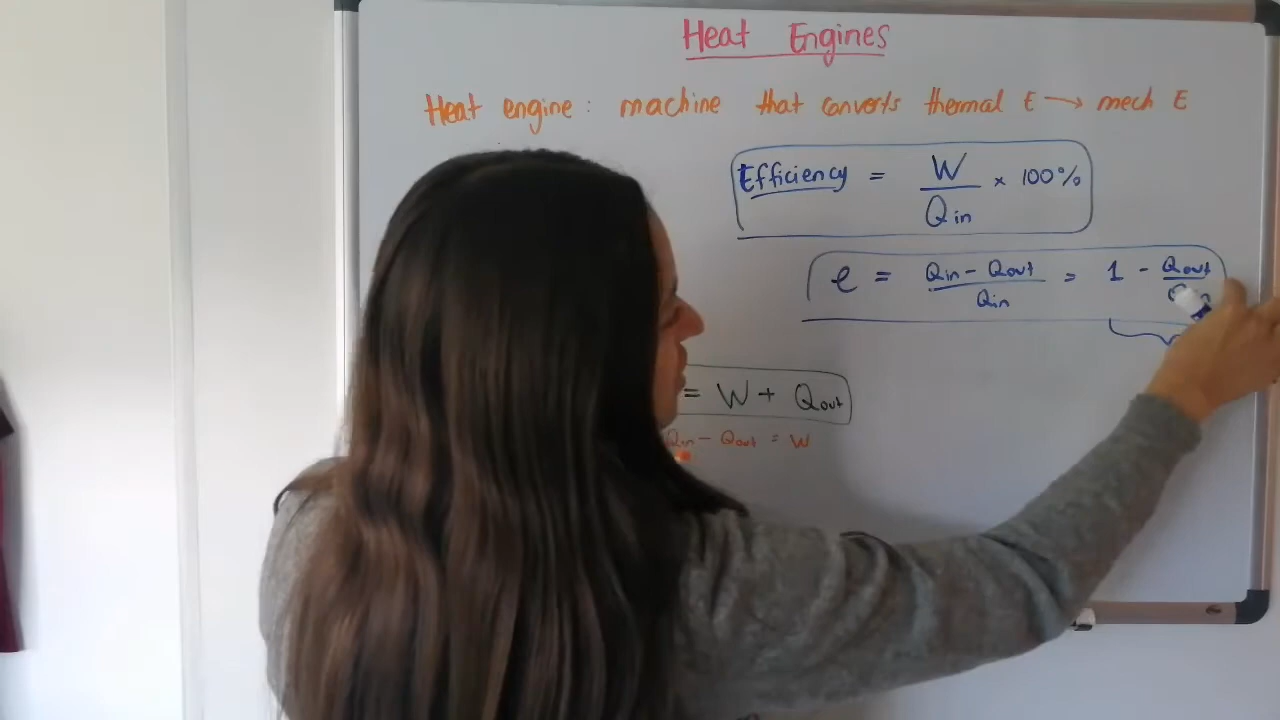 Heat Engines
Heat engine: machine that converts thermal E → mech E
Efficiency = W / Qin × 100%
e = Qin - Qout / Qin = 1 - Qout
= W + Qout
Qin - Qout = W